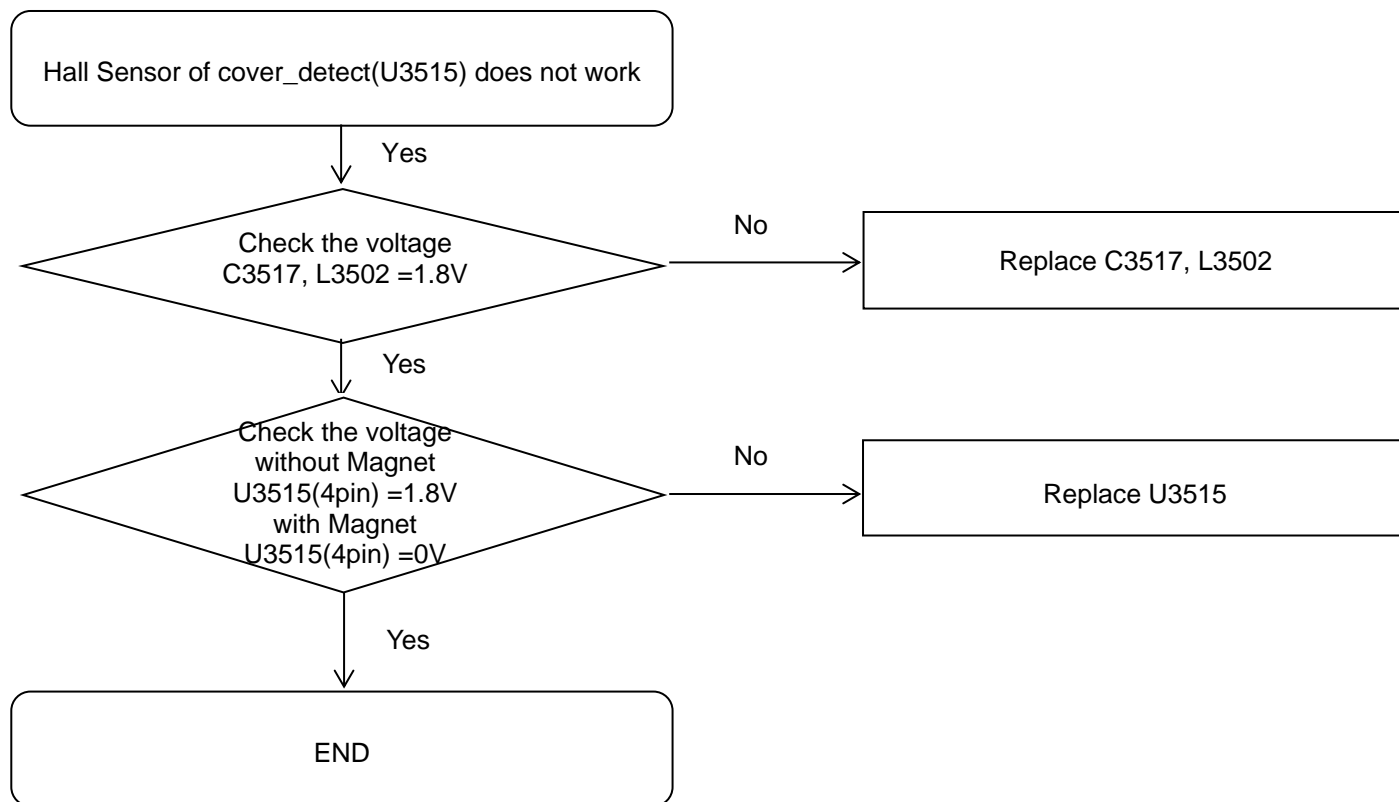 Hall Sensor of cover_detect(U3515) does not work
Yes
Check the voltage
C3517, L3502 =1.8V
No
Replace C3517, L3502
Yes
Check the voltage
without Magnet
U3515(4pin) =1.8V
with Magnet
U3515(4pin) =0V
No
Replace U3515
Yes
END